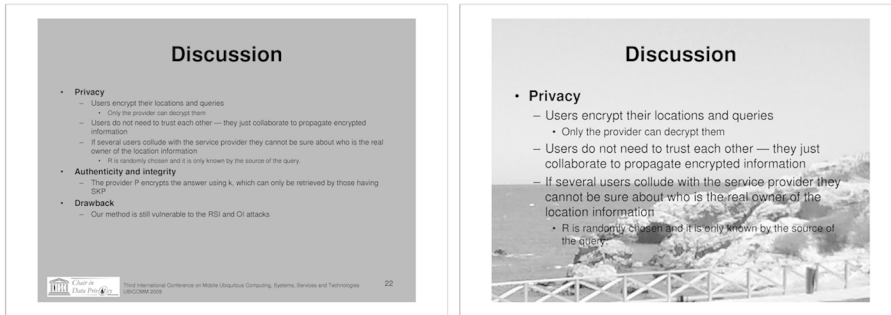 Discussion
• Privacy
– Users encrypt their locations and queries
• Only the provider can decrypt them
– Users do not need to trust each other — they just collaborate to propagate encrypted
information
– If several users collude with the service provider they cannot be sure about who is the real
owner of the location information
• R is randomly chosen and it is only known by the source of the query.
• Authenticity and integrity
– The provider P encrypts the answer using k, which can only be retrieved by those having
SKP
• Drawback
– Our method is still vulnerable to the RSI and OI attacks
Chair in
Data Privacy
Third International Conference on Mobile Ubiquitous Computing, Systems, Services and Technologies
UBICOMM 2009
22
Discussion
• Privacy
– Users encrypt their locations and queries
• Only the provider can decrypt them
– Users do not need to trust each other — they just
collaborate to propagate encrypted information
– If several users collude with the service provider they
cannot be sure about who is the real owner of the
location information
• R is randomly chosen and it is only known by the source of
the query.